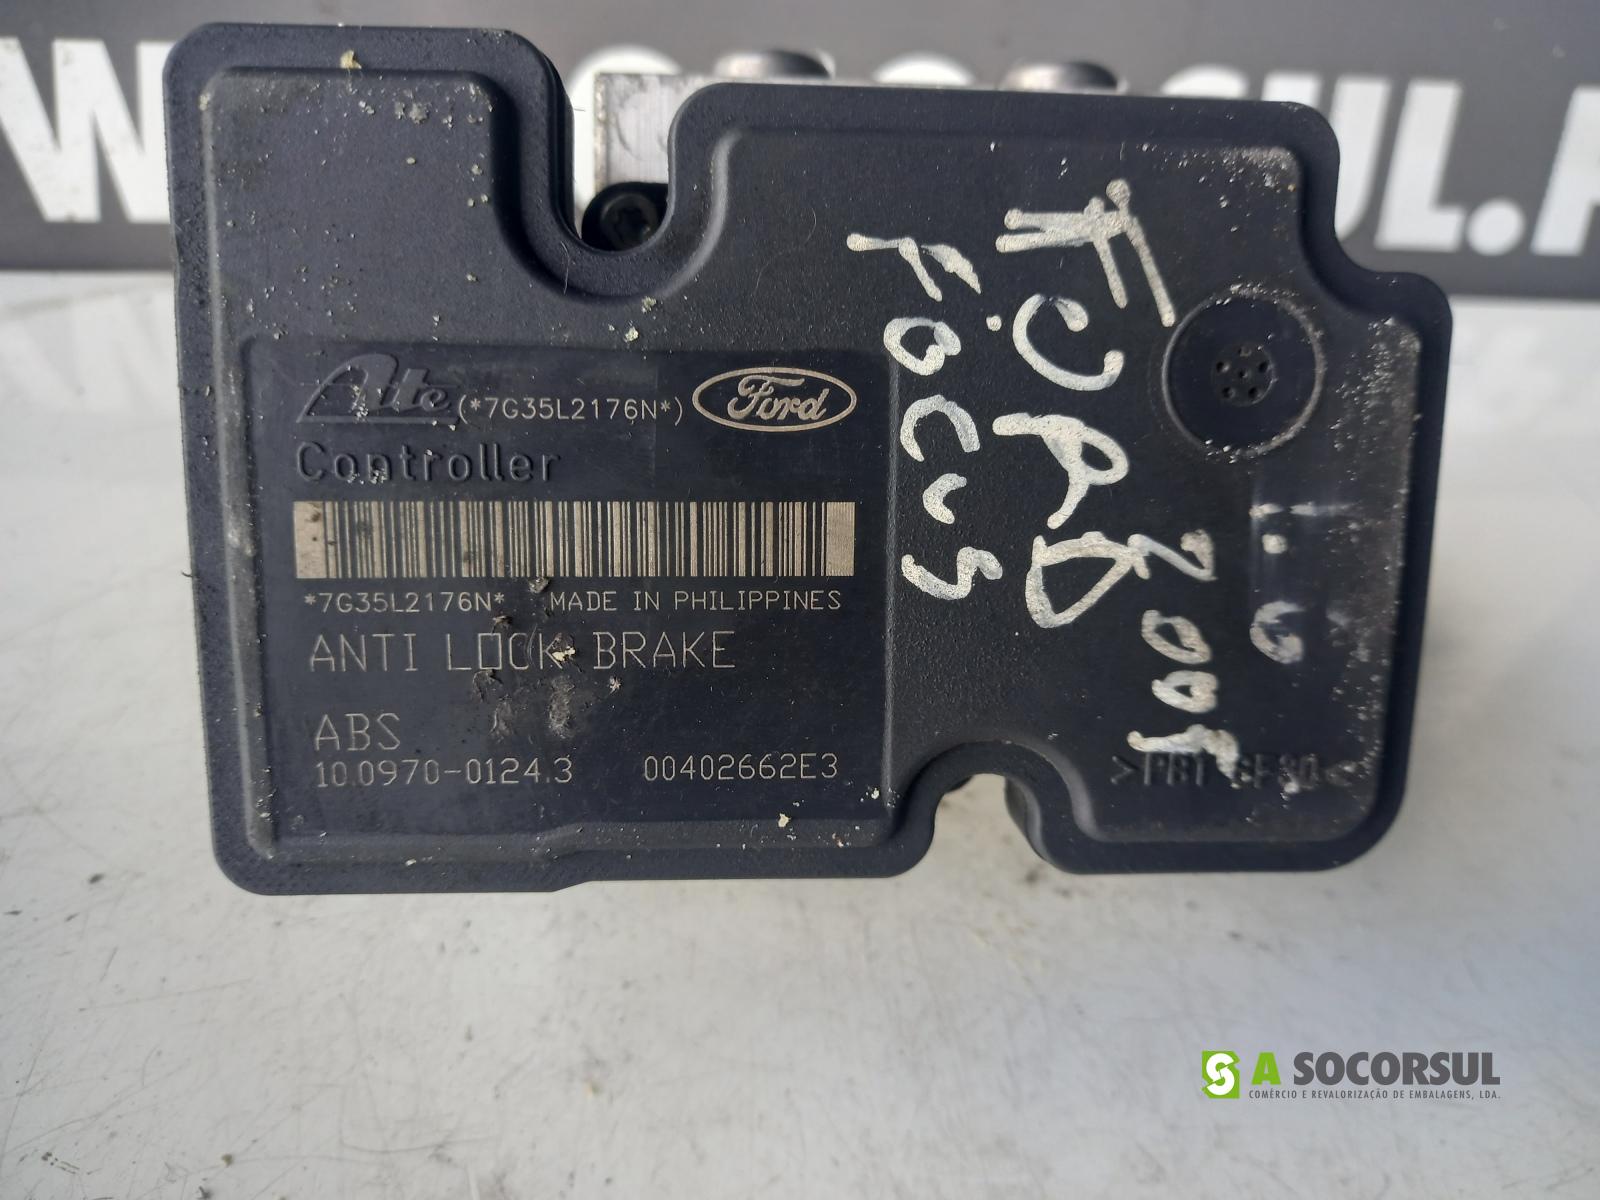 Ate (*7G35L2176N*) Ford
Controller
*7G35L2176N* MADE IN PHILIPPINES
ANTI LOCK BRAKE
ABS
10.0970-0124.3 00402662E3
FORD
FOCUS
1.6
A SOCORSUL
COMÉRCIO E REVALORIZAÇÃO DE EMBALAGENS, LDA.